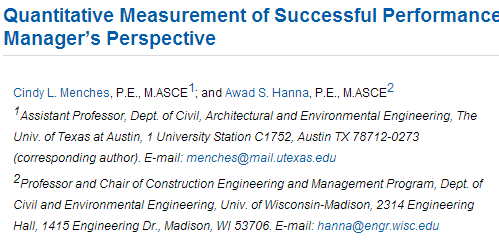 Quantitative Measurement of Successful Performance
Manager's Perspective
Cindy L. Menches, P.E., M.ASCE1; and Awad S. Hanna, P.E., M.ASCE2
1Assistant Professor, Dept. of Civil, Architectural and Environmental Engineering, The
Univ. of Texas at Austin, 1 University Station C1752, Austin TX 78712-0273
(corresponding author). E-mail: menches@mail.utexas.edu
2Professor and Chair of Construction Engineering and Management Program, Dept. of
Civil and Environmental Engineering, Univ. of Wisconsin-Madison, 2314 Engineering
Hall, 1415 Engineering Dr., Madison, WI 53706. E-mail: hanna@engr.wisc.edu